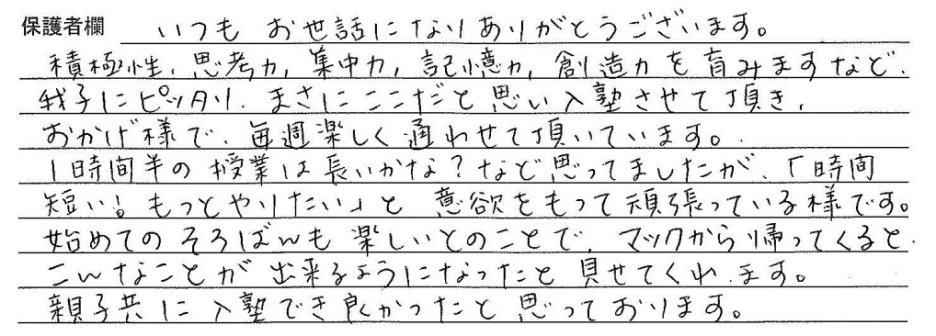 保護者欄 いつも お世話になりありがとうございます。
積極性、思考力、集中力、記憶力、創造力を育みますなど、
我子にピッタリ、まさにここだと思い入塾させて頂き、
おかげ様で、毎週楽しく通わせて頂いています。
1時間半の授業は長いかな?など思ってましたが、「時間
短い!もっとやりたい」と意欲をもって頑張っている様です。
始めてのそろばんも楽しいとのことで、マックから帰ってくると、
こんなことが出来るようになったと見せてくれます。
親子共に入塾でき良かったと思っております。